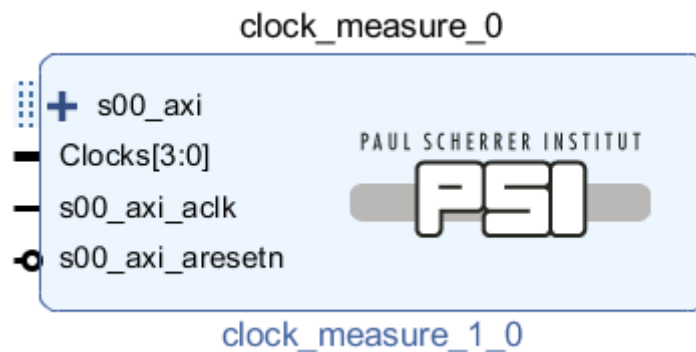 clock_measure_0
s00_axi
Clocks[3:0]
s00_axi_aclk
s00_axi_aresetn
PAUL SCHERRER INSTITUT
PSI
clock_measure_1_0